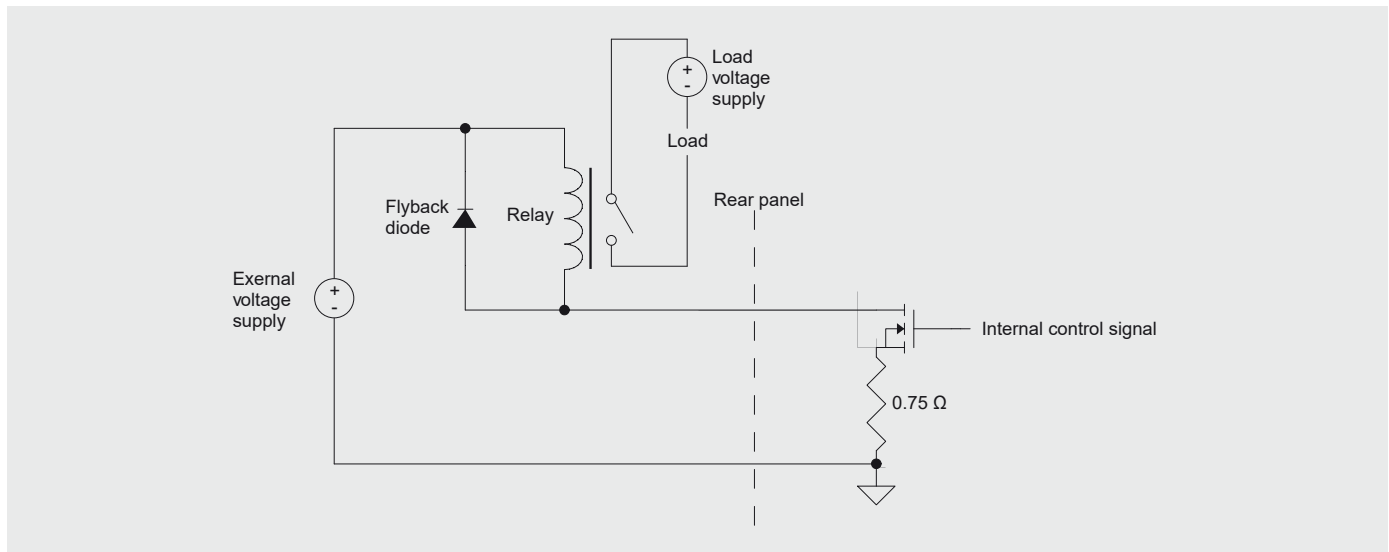 Load
voltage
supply
+
-
Load
Rear panel
Flyback
diode
Relay
Exernal
voltage
supply
+
-
Internal control signal
0.75 Ω